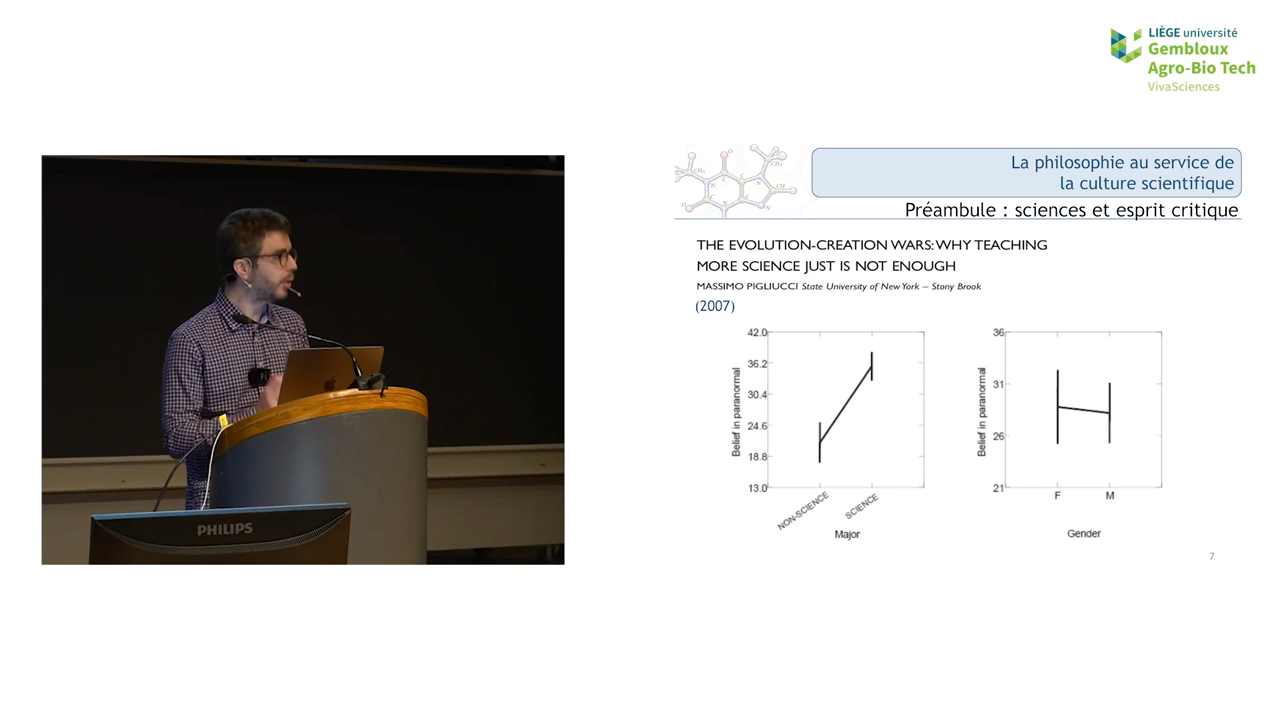 LIÈGE université
Gembloux
Agro-Bio Tech
VivaSciences
La philosophie au service de
la culture scientifique
Préambule : sciences et esprit critique
THE EVOLUTION-CREATION WARS: WHY TEACHING
MORE SCIENCE JUST IS NOT ENOUGH
MASSIMO PIGLIUCCI State University of New York – Stony Brook
(2007)
Belief in paranormal
42.0
36.2
30.4
24.6
18.8
13.0
NON-SCIENCE
SCIENCE
Major
Belief in paranormal
36
31
26
21
F
M
Gender
7
PHILIPS